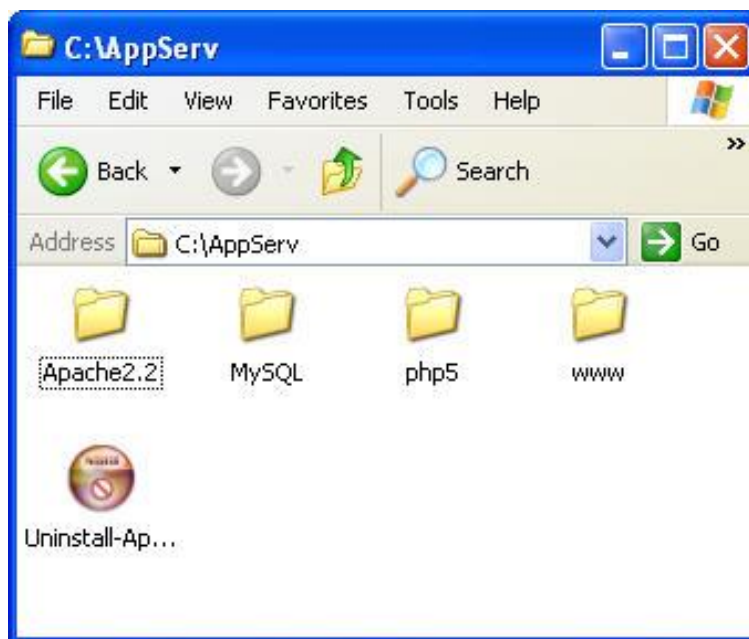 C:\AppServ
File Edit View Favorites Tools Help
Back Search »
Address C:\AppServ Go
Apache2.2 MySQL php5 www
Uninstall-Ap...